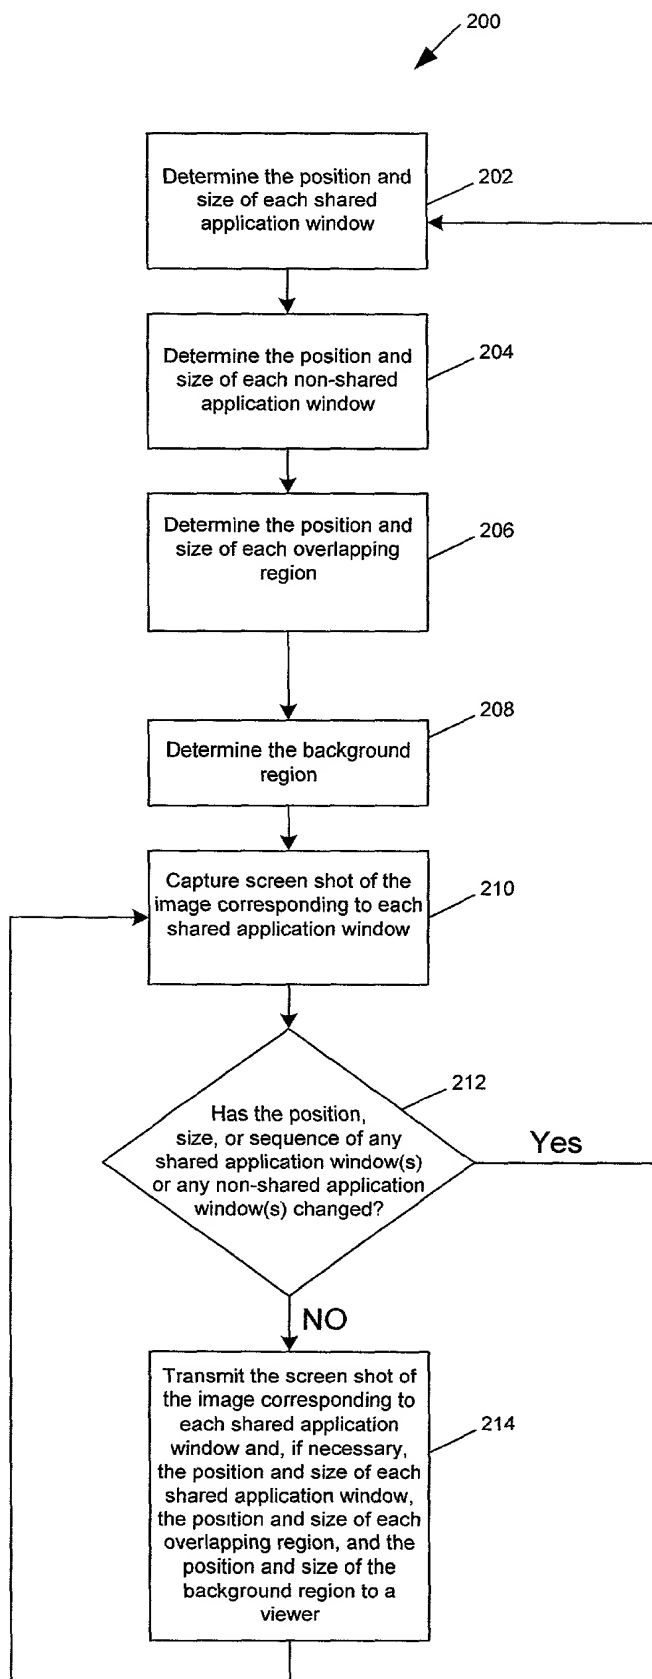 200
Determine the position and
size of each shared
application window
202
Determine the position and
size of each non-shared
application window
204
Determine the position and
size of each overlapping
region
206
Determine the background
region
208
Capture screen shot of the
image corresponding to each
shared application window
210
Has the position,
size, or sequence of any
shared application window(s)
or any non-shared application
window(s) changed?
212
Yes
NO
Transmit the screen shot of
the image corresponding to
each shared application
window and, if necessary,
the position and size of each
shared application window,
the position and size of each
overlapping region, and the
position and size of the
background region to a
viewer
214